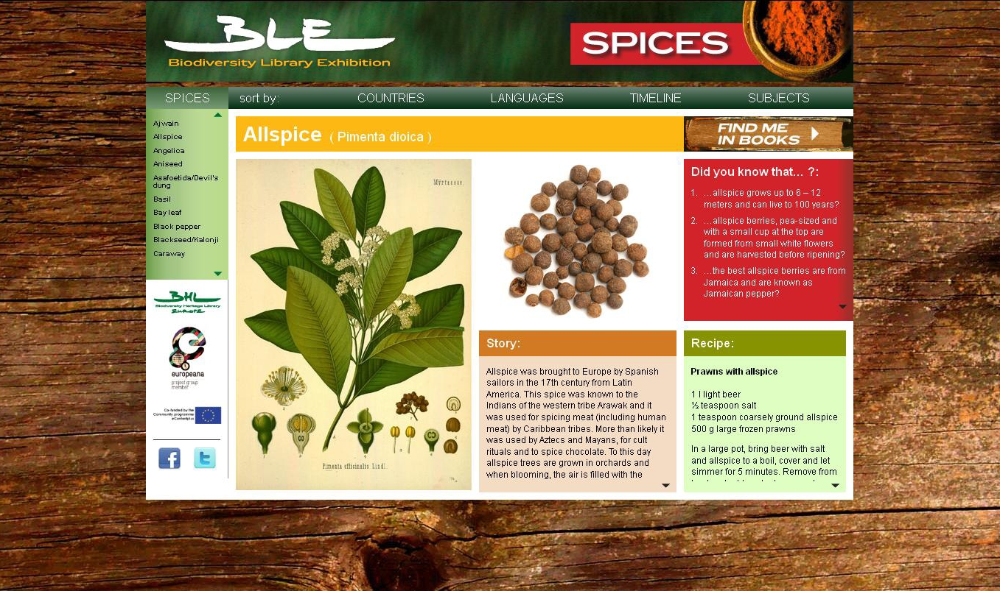 BLE
Biodiversity Library Exhibition
SPICES
SPICES
sort by:
COUNTRIES
LANGUAGES
TIMELINE
SUBJECTS
Ajwain
Allspice
Angelica
Aniseed
Asafoetida/Devil's
dung
Basil
Bay leaf
Black pepper
Blackseed/Kalonji
Caraway
BHL
Biodiversity Heritage Library
EUROPE
europeana
project group
member
Co-funded by the
Community programme
eContentplus
Allspice ( Pimenta dioica )
FIND ME
IN BOOKS
Myrtaceae.
Pimenta officinalis Lindl.
Did you know that... ?:
1. ...allspice grows up to 6 – 12
meters and can live to 100 years?
2. ...allspice berries, pea-sized and
with a small cup at the top are
formed from small white flowers
and are harvested before ripening?
3. ...the best allspice berries are from
Jamaica and are known as
Jamaican pepper?
Story:
Allspice was brought to Europe by Spanish
sailors in the 17th century from Latin
America. This spice was known to the
Indians of the western tribe Arawak and it
was used for spicing meat (including human
meat) by Caribbean tribes. More than likely it
was used by Aztecs and Mayans, for cult
rituals and to spice chocolate. To this day
allspice trees are grown in orchards and
when blooming, the air is filled with the
Recipe:
Prawns with allspice
1 l light beer
½ teaspoon salt
1 teaspoon coarsely ground allspice
500 g large frozen prawns
In a large pot, bring beer with salt
and allspice to a boil, cover and let
simmer for 5 minutes. Remove from